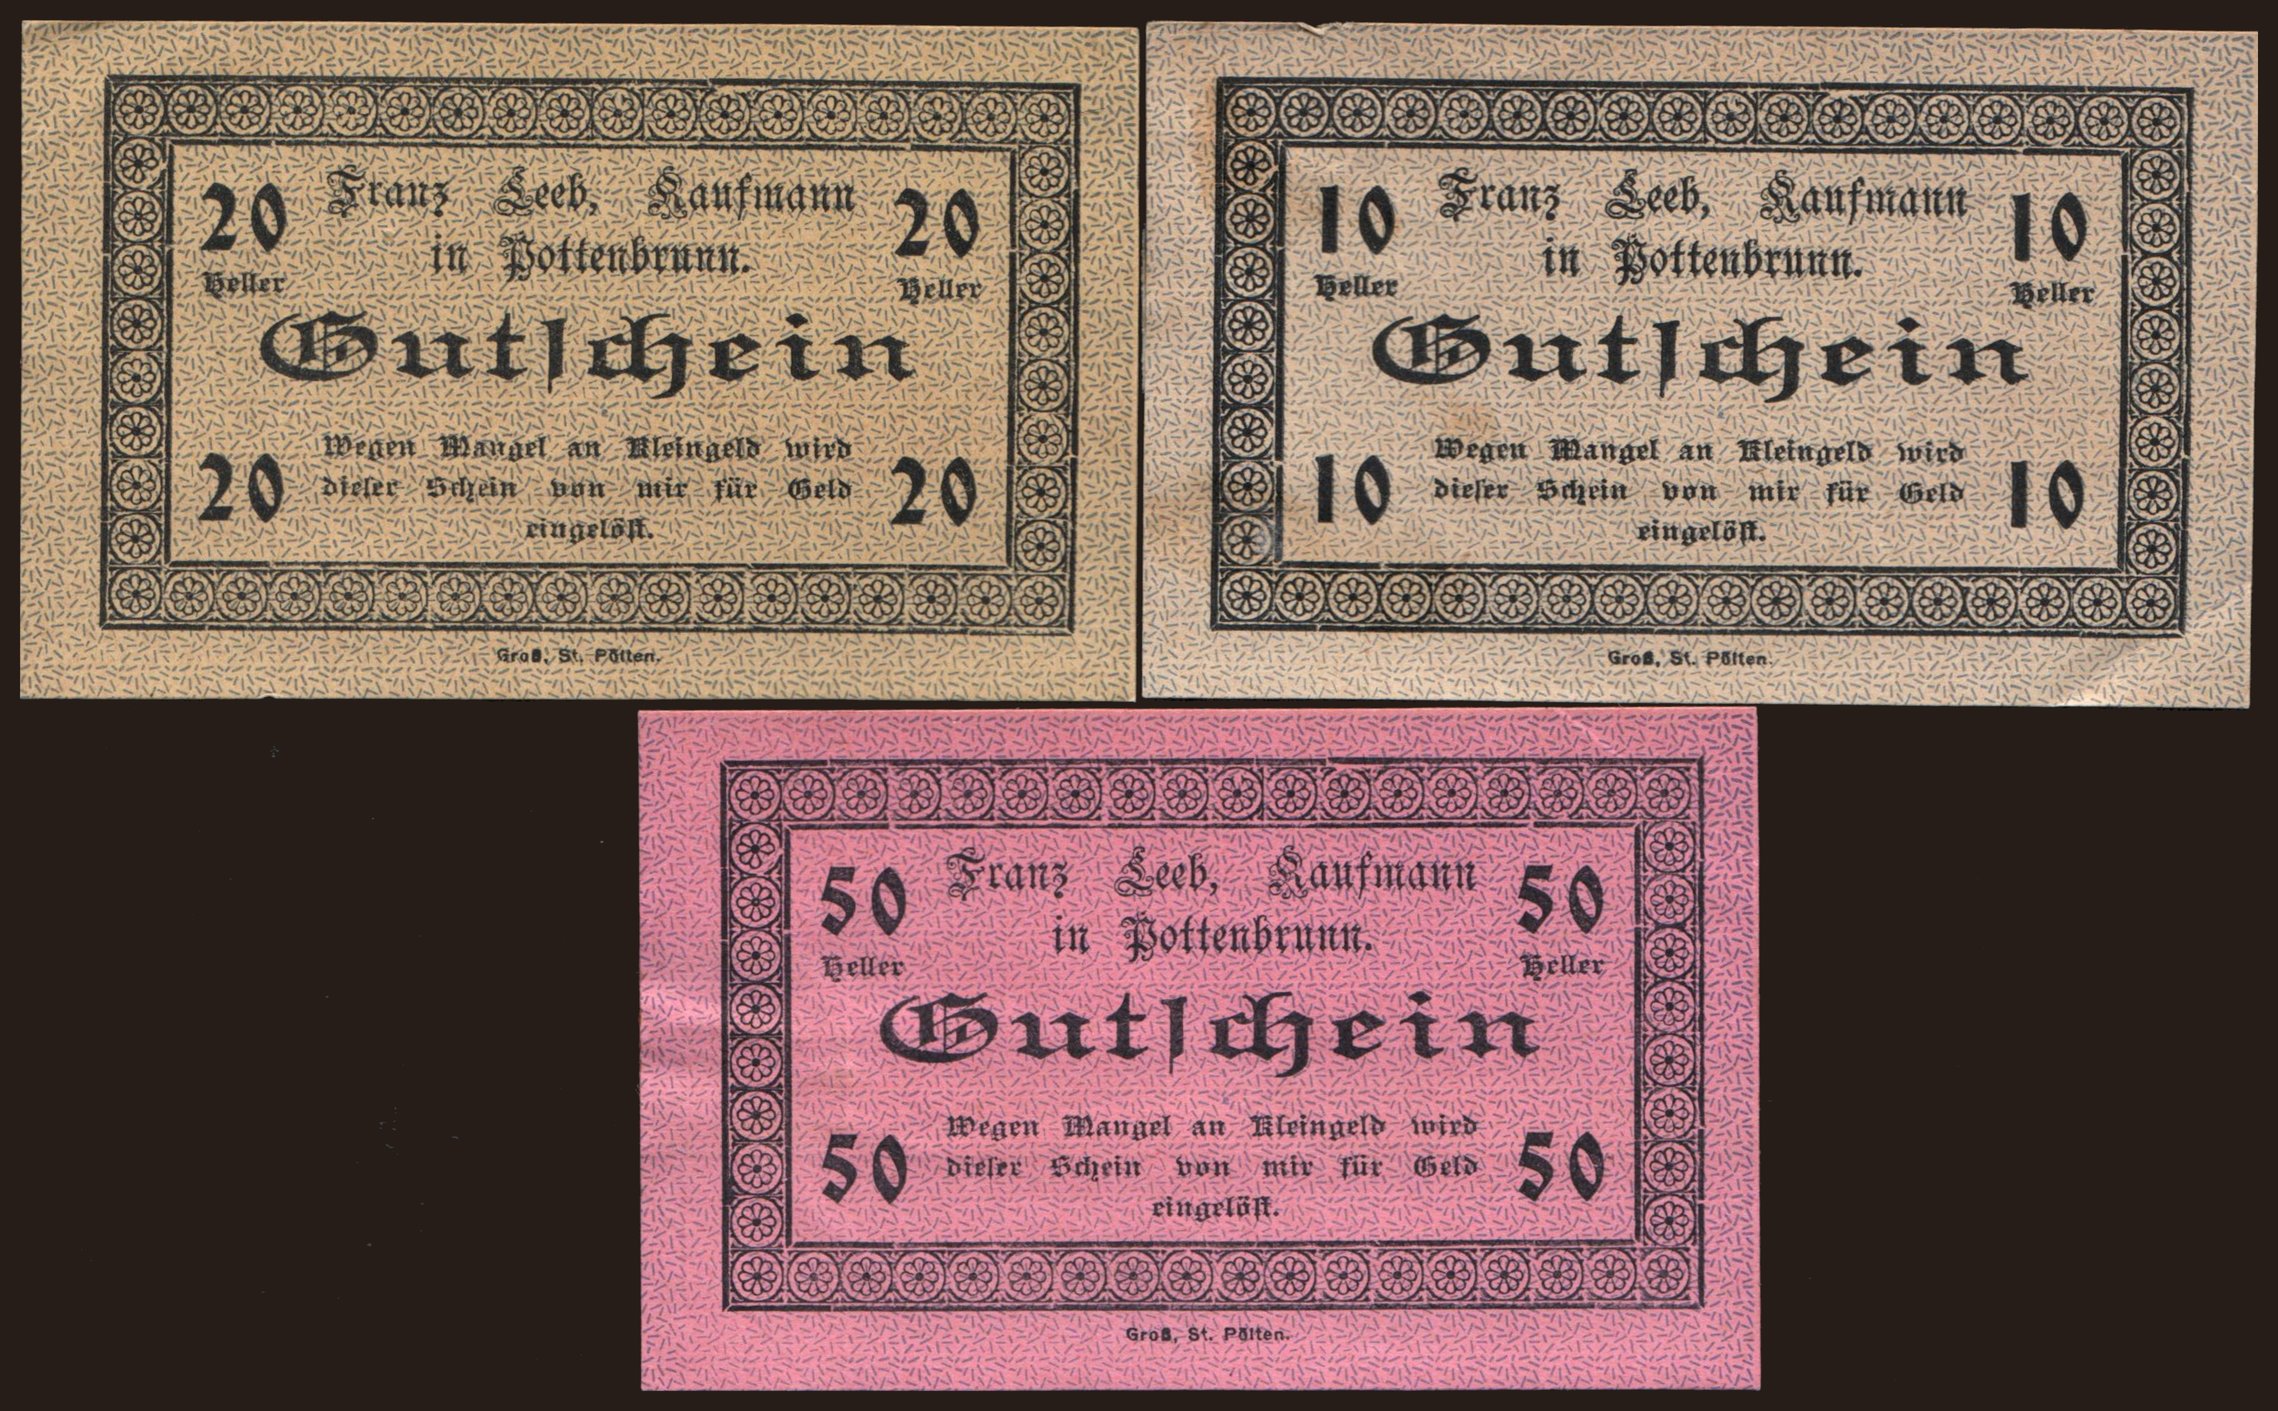 20 Franz Leeb, Kaufmann 20
Heller in Pottenbrunn. Heller
Gutschein
20 Wegen Mangel an Kleingeld wird 20
dieser Schein von mir für Geld
eingelöst.
Groß, St. Pölten.
10 Franz Leeb, Kaufmann 10
Heller in Pottenbrunn. Heller
Gutschein
10 Wegen Mangel an Kleingeld wird 10
dieser Schein von mir für Geld
eingelöst.
Groß, St. Pölten.
50 Franz Leeb, Kaufmann 50
Heller in Pottenbrunn. Heller
Gutschein
50 Wegen Mangel an Kleingeld wird 50
dieser Schein von mir für Geld
eingelöst.
Groß, St. Pölten.